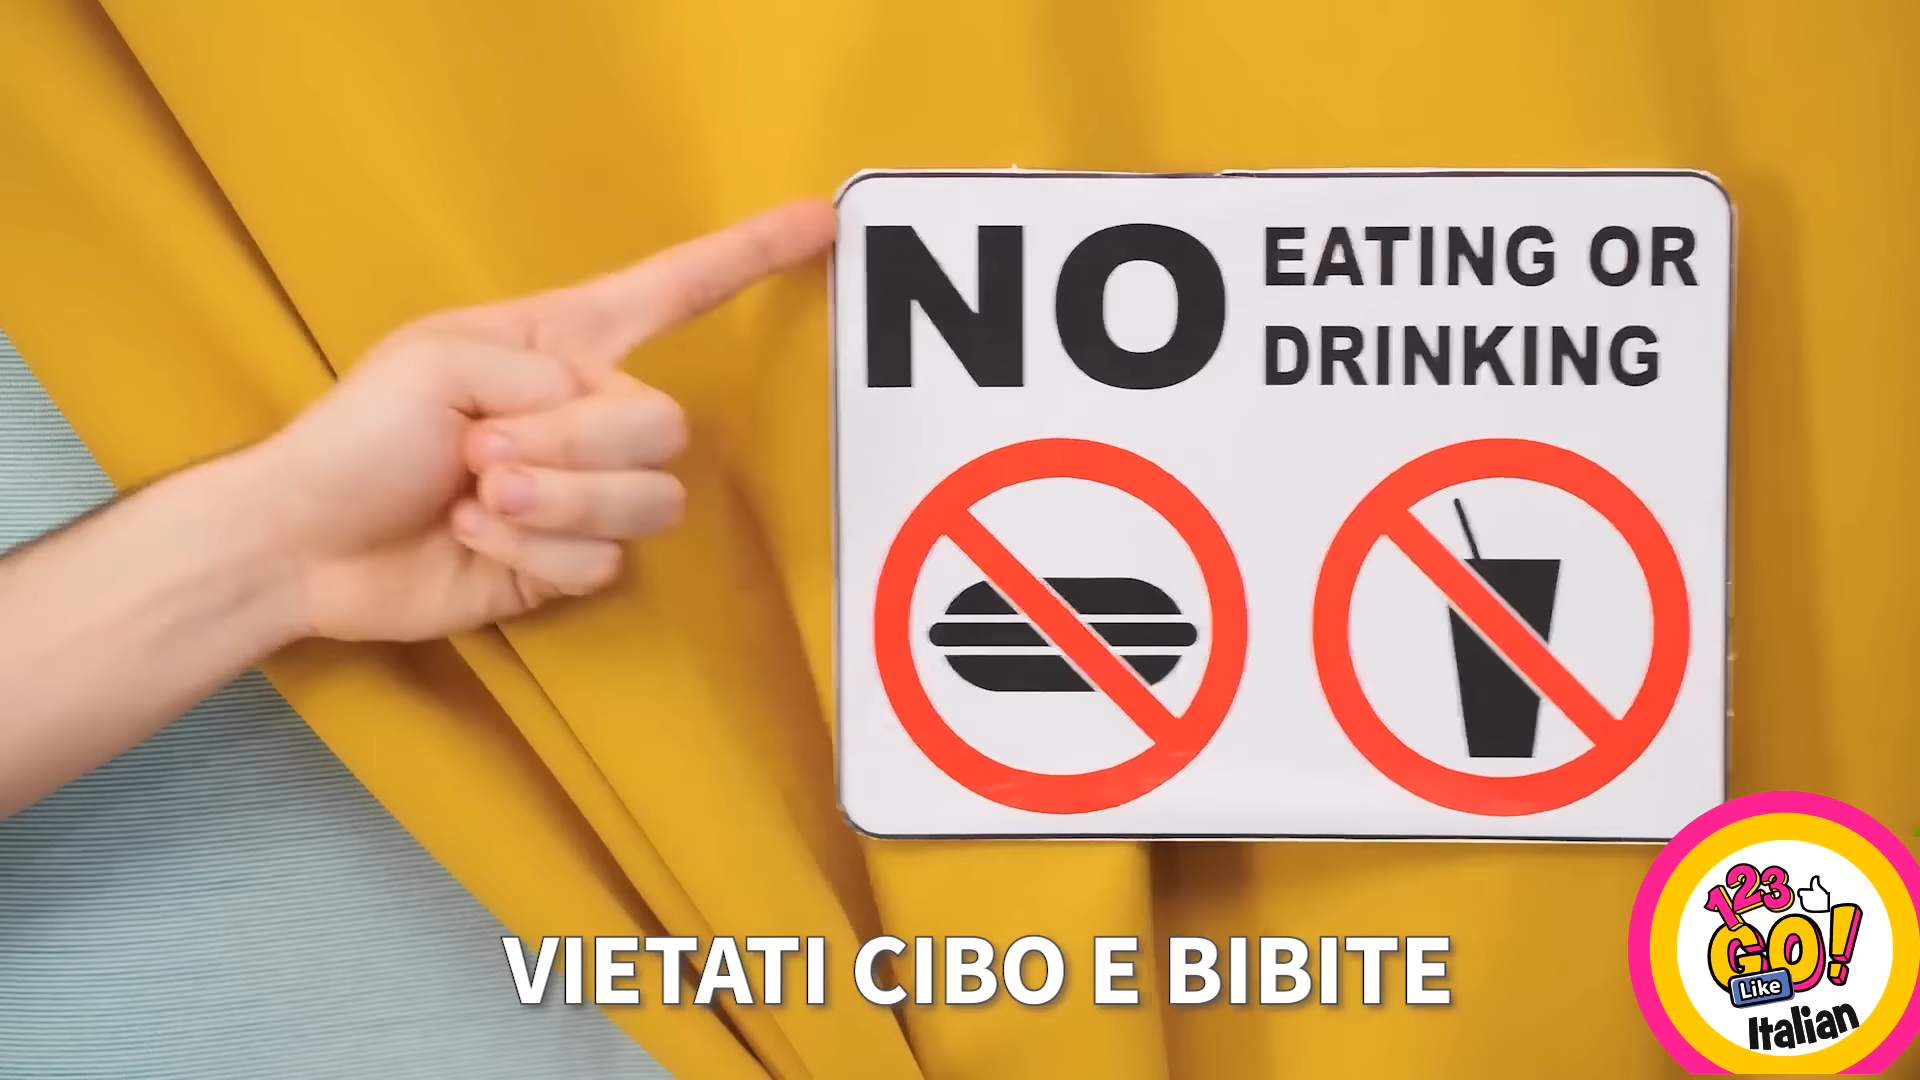 NO
EATING OR
DRINKING
VIETATI CIBO E BIBITE
123
GO!
Like
Italian